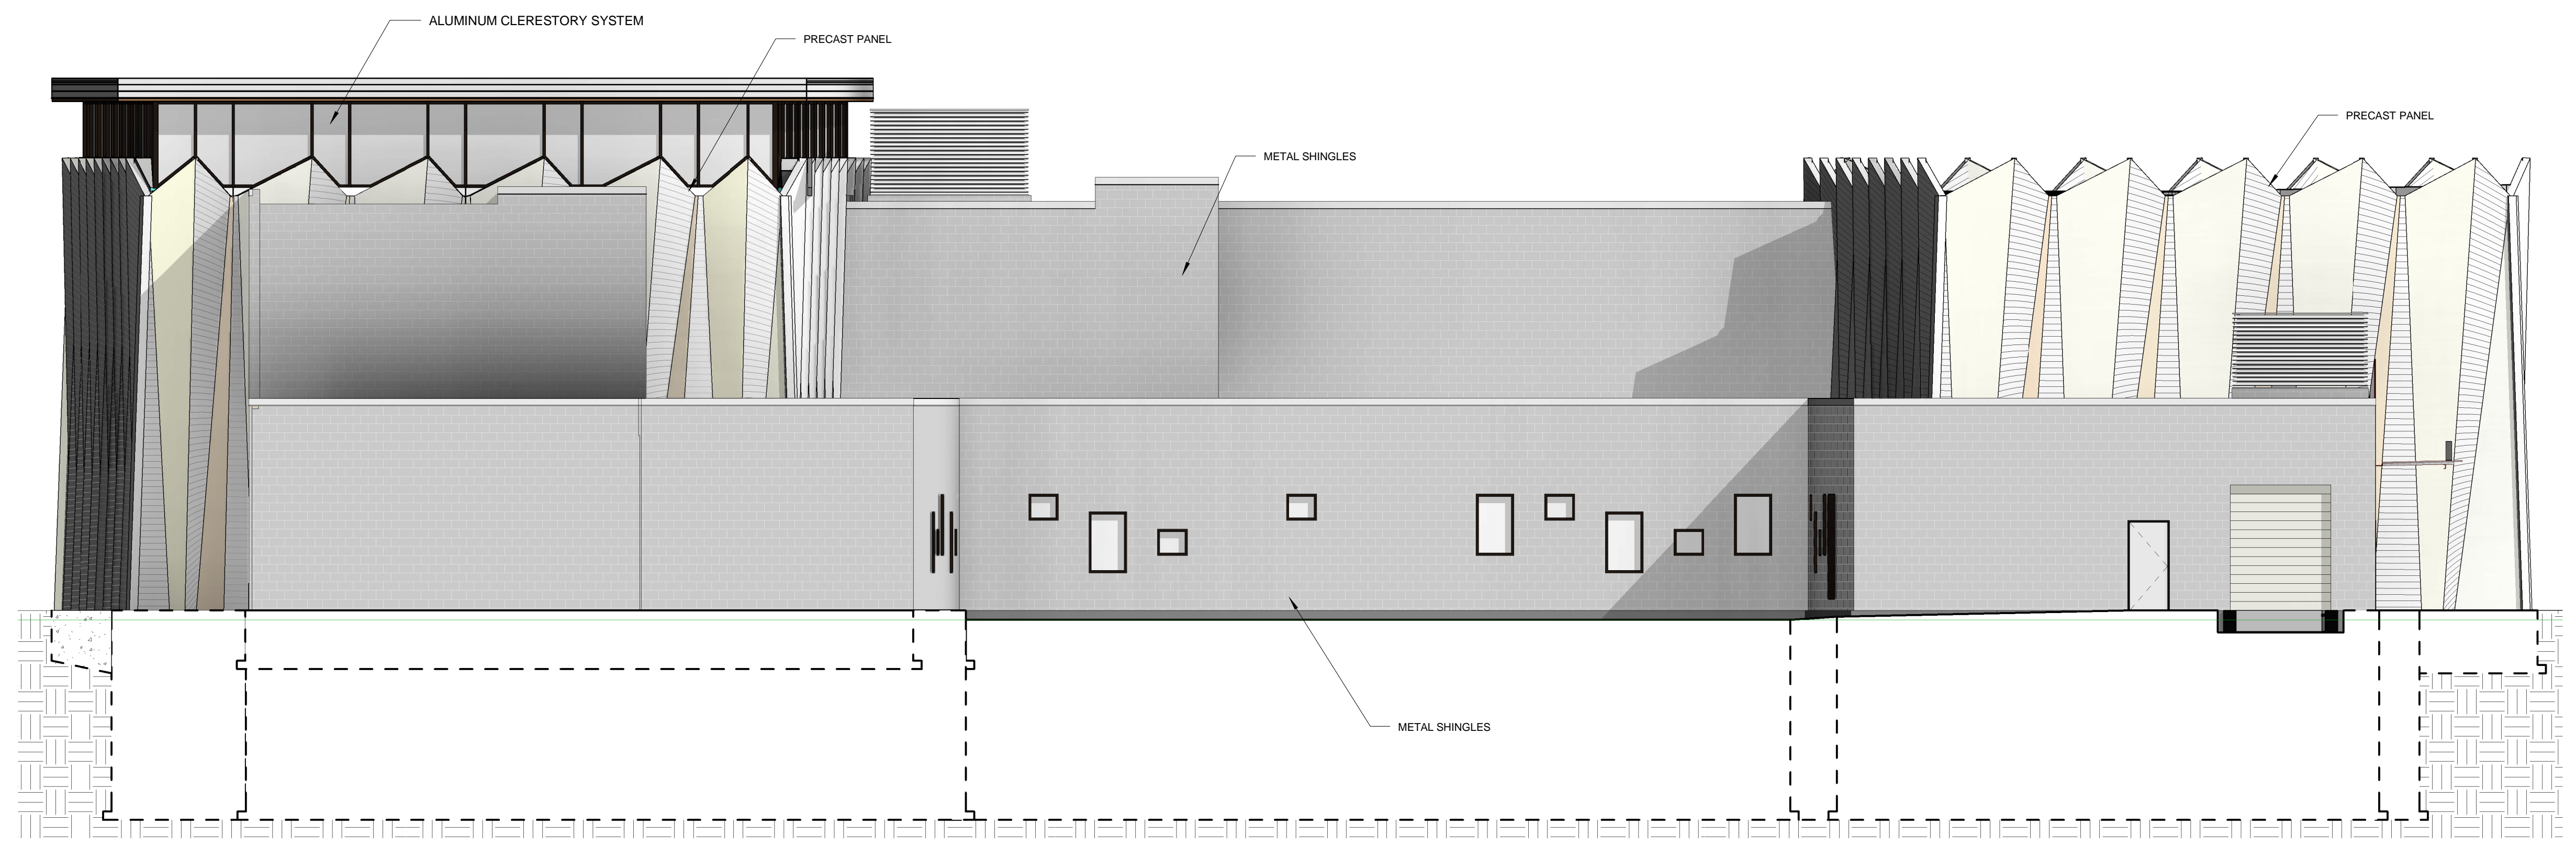 ALUMINUM CLERESTORY SYSTEM
PRECAST PANEL
PRECAST PANEL
METAL SHINGLES
METAL SHINGLES